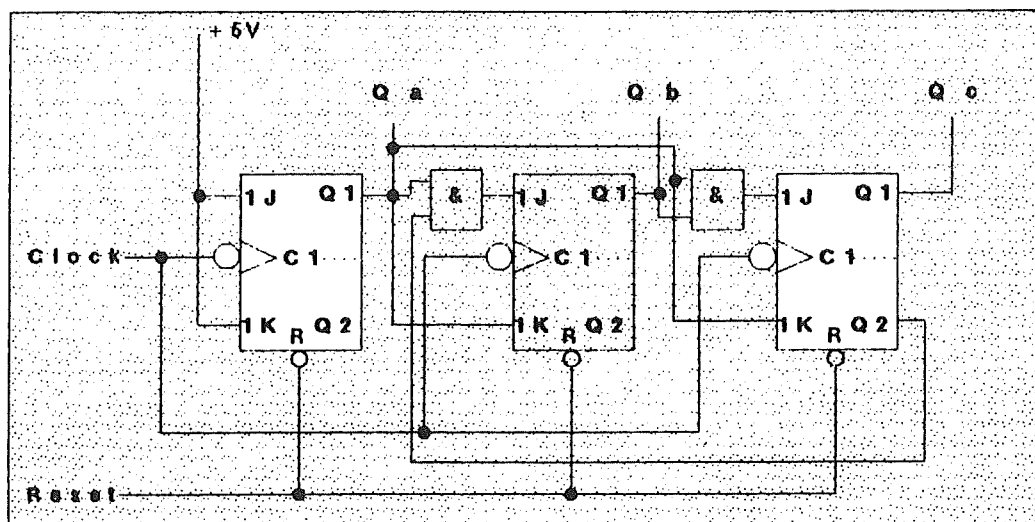 + 5V
Q a Q b Q c
1J Q1 & 1J Q1 & 1J Q1
Clock C1 C1 C1
1K R Q2 1K R Q2 1K R Q2
Reset